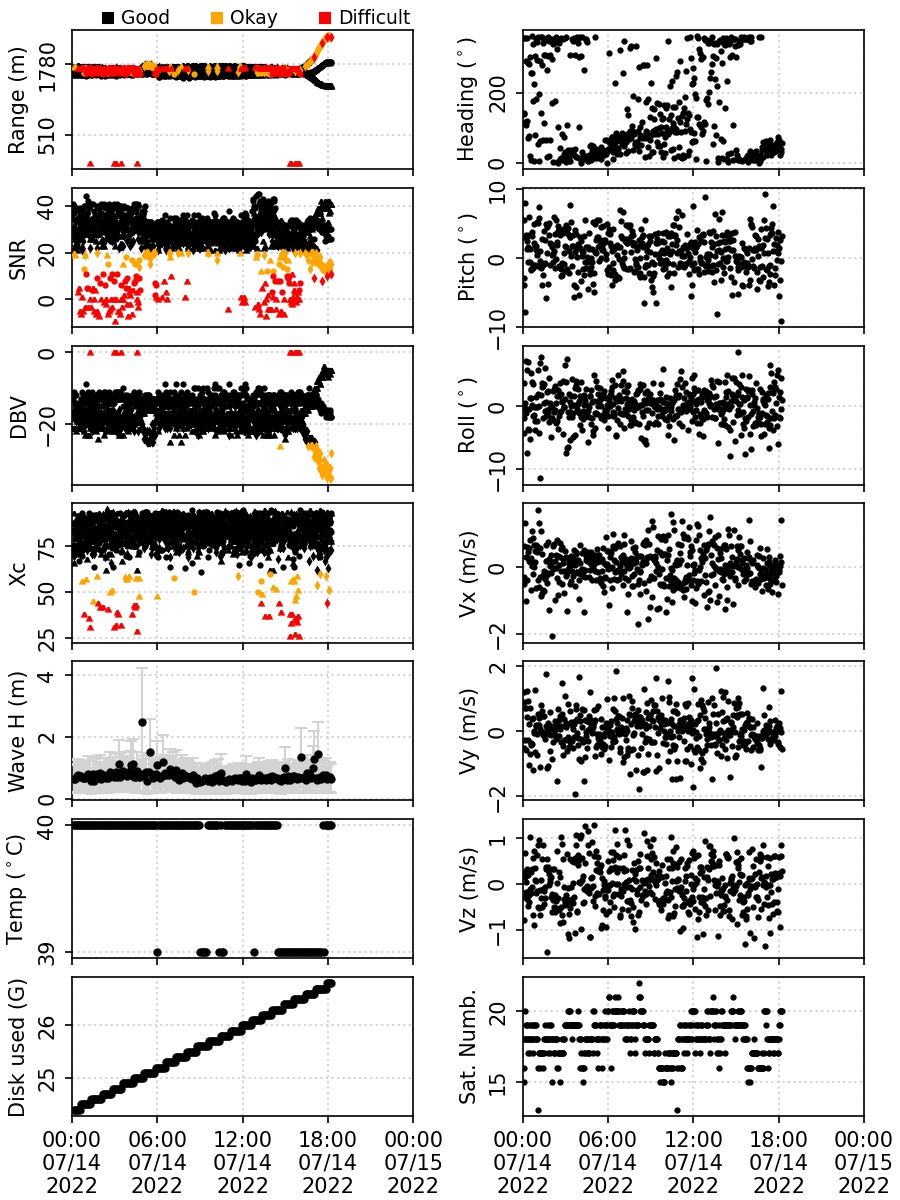 Good Okay Difficult
Range (m)
1780
510
Heading (°)
200
0
SNR
40
20
0
Pitch (°)
10
0
−10
DBV
0
−20
Roll (°)
0
−10
Xc
75
50
25
Vx (m/s)
0
−2
Wave H (m)
4
2
0
Vy (m/s)
2
0
−2
Temp (°C)
40
39
Vz (m/s)
1
0
−1
Disk used (G)
26
25
Sat. Numb.
20
15
00:00 06:00 12:00 18:00 00:00
07/14 07/14 07/14 07/14 07/15
2022 2022 2022 2022 2022
00:00 06:00 12:00 18:00 00:00
07/14 07/14 07/14 07/14 07/15
2022 2022 2022 2022 2022